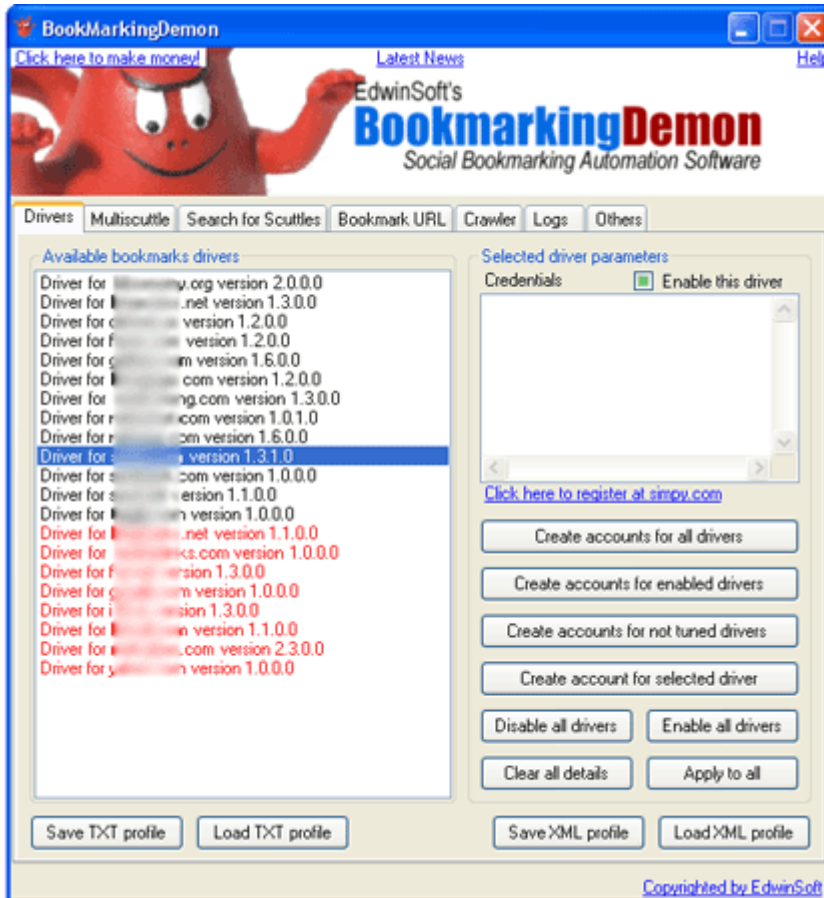 BookMarkingDemon
Click here to make money! Latest News Help
EdwinSoft's
BookmarkingDemon
Social Bookmarking Automation Software
Drivers Multiscuttle Search for Scuttles Bookmark URL Crawler Logs Others
Available bookmarks drivers
Driver for .org version 2.0.0.0
Driver for .net version 1.3.0.0
Driver for version 1.2.0.0
Driver for version 1.2.0.0
Driver for version 1.6.0.0
Driver for .com version 1.2.0.0
Driver for .com version 1.3.0.0
Driver for .com version 1.0.1.0
Driver for version 1.6.0.0
Driver for version 1.3.1.0
Driver for .com version 1.0.0.0
Driver for version 1.1.0.0
Driver for version 1.0.0.0
Driver for .net version 1.1.0.0
Driver for .com version 1.0.0.0
Driver for version 1.3.0.0
Driver for version 1.0.0.0
Driver for version 1.3.0.0
Driver for version 1.1.0.0
Driver for .com version 2.3.0.0
Driver for version 1.0.0.0
Selected driver parameters
Credentials Enable this driver
Click here to register at simpy.com
Create accounts for all drivers
Create accounts for enabled drivers
Create accounts for not tuned drivers
Create account for selected driver
Disable all drivers Enable all drivers
Clear all details Apply to all
Save TXT profile Load TXT profile Save XML profile Load XML profile
Copyrighted by EdwinSoft